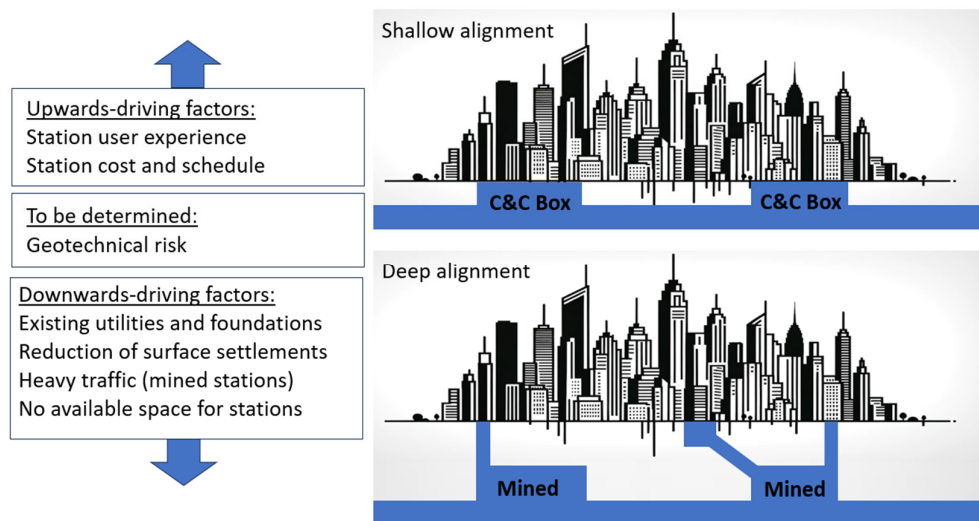 Upwards-driving factors:
Station user experience
Station cost and schedule
To be determined:
Geotechnical risk
Downwards-driving factors:
Existing utilities and foundations
Reduction of surface settlements
Heavy traffic (mined stations)
No available space for stations
Shallow alignment
C&C Box
C&C Box
Deep alignment
Mined
Mined